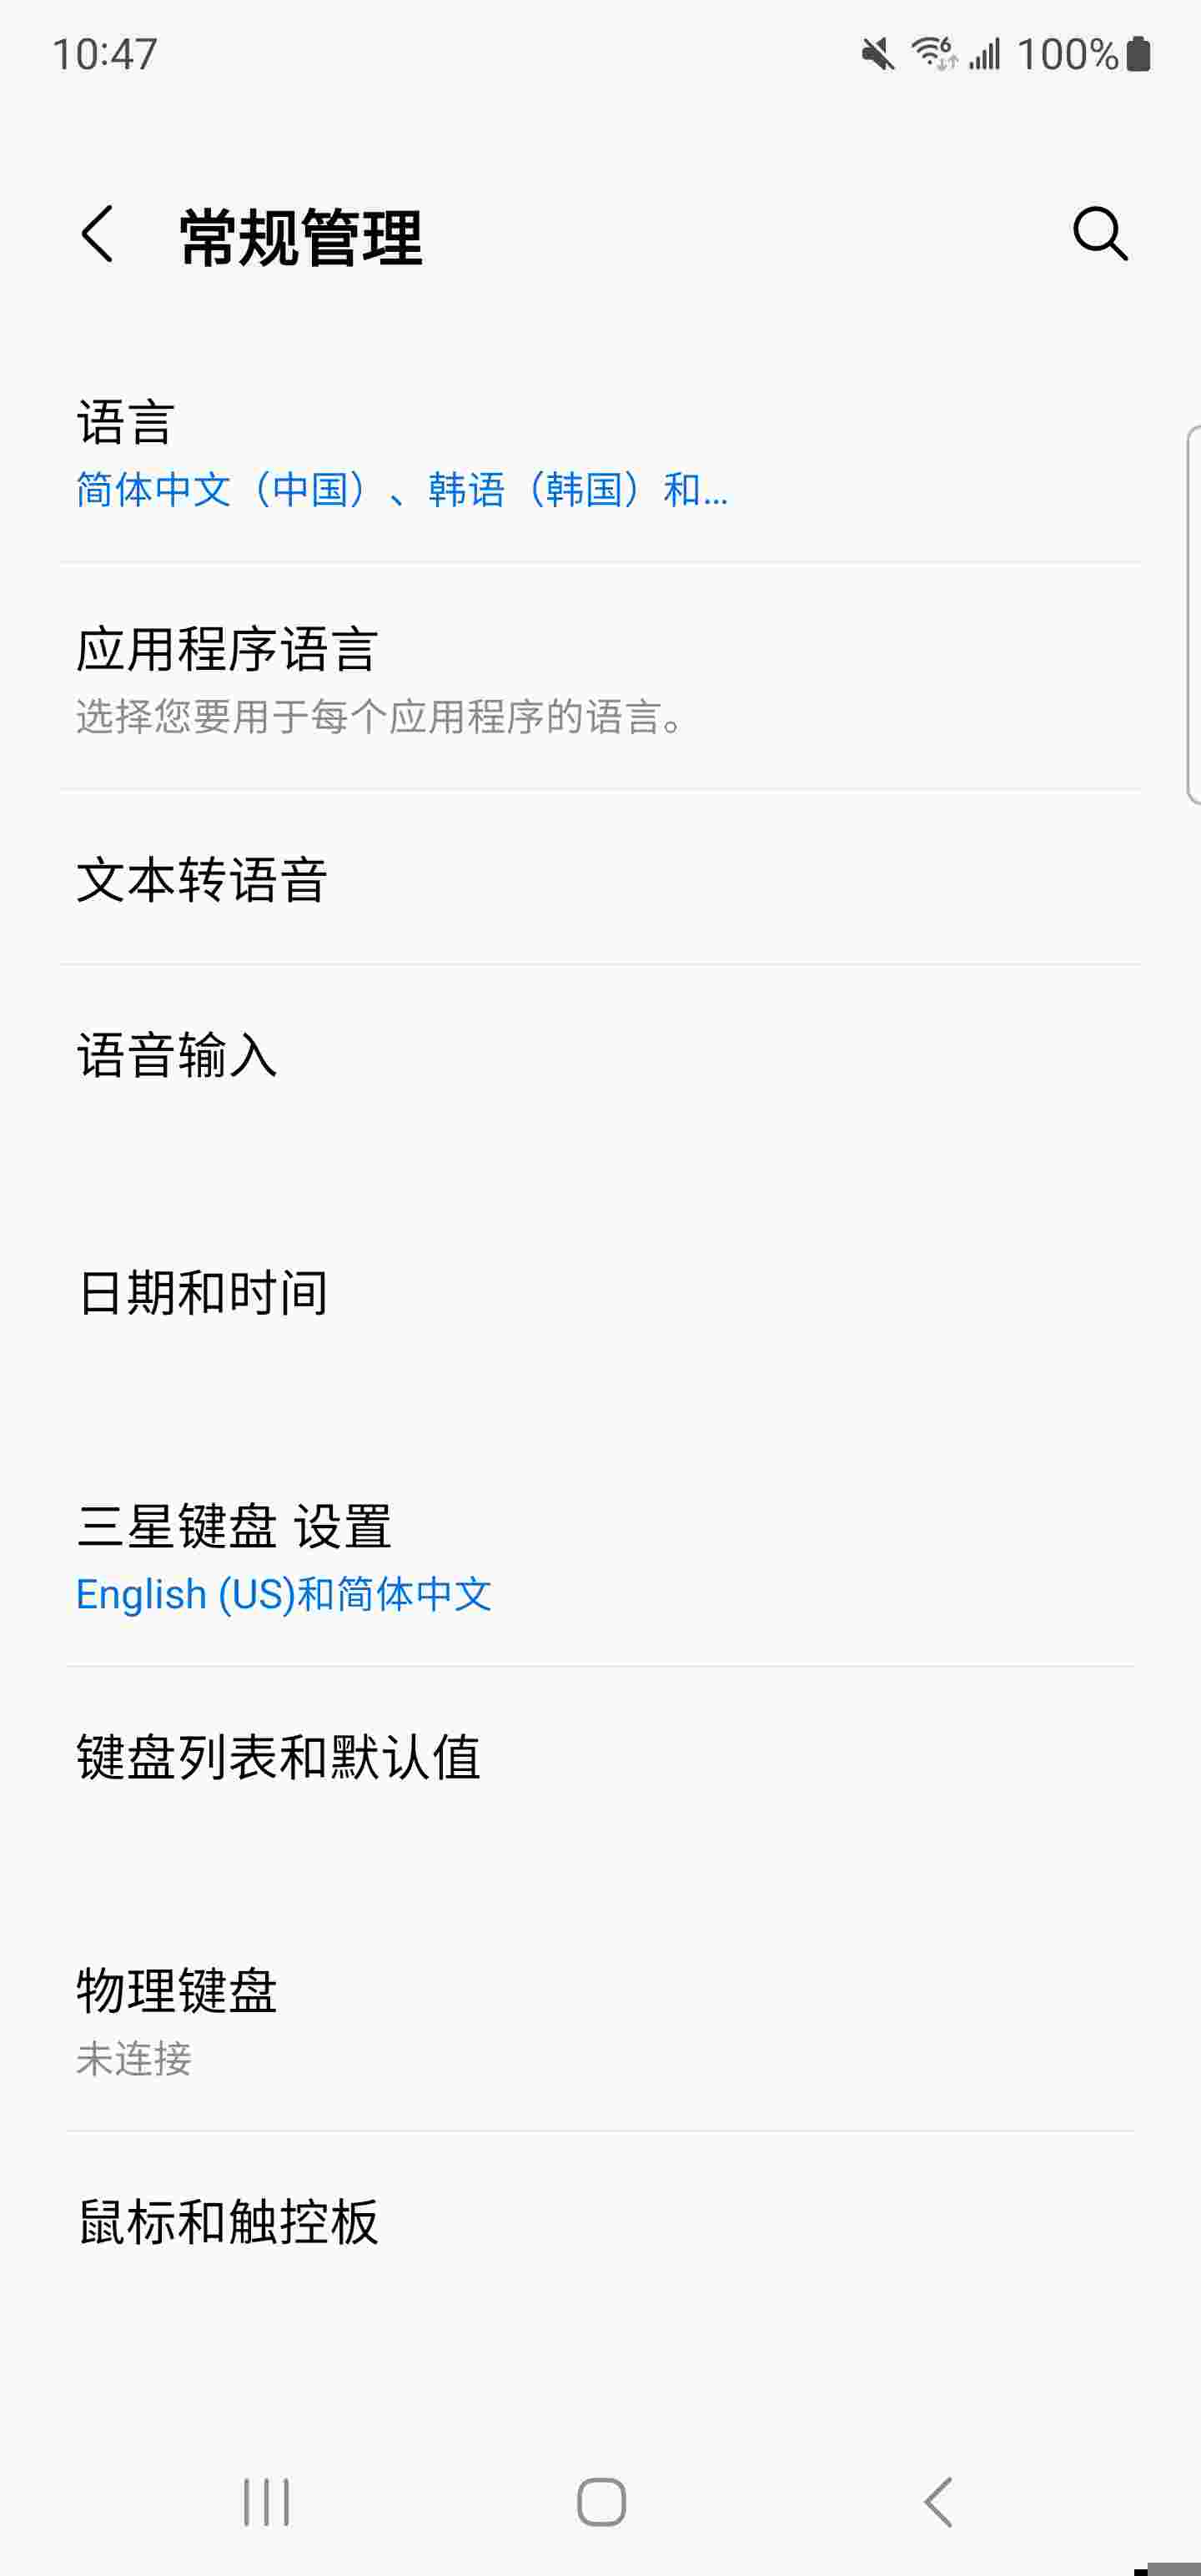 10:47
6 100%
常规管理
语言
简体中文（中国）、韩语（韩国）和...
应用程序语言
选择您要用于每个应用程序的语言。
文本转语音
语音输入
日期和时间
三星键盘 设置
English (US)和简体中文
键盘列表和默认值
物理键盘
未连接
鼠标和触控板